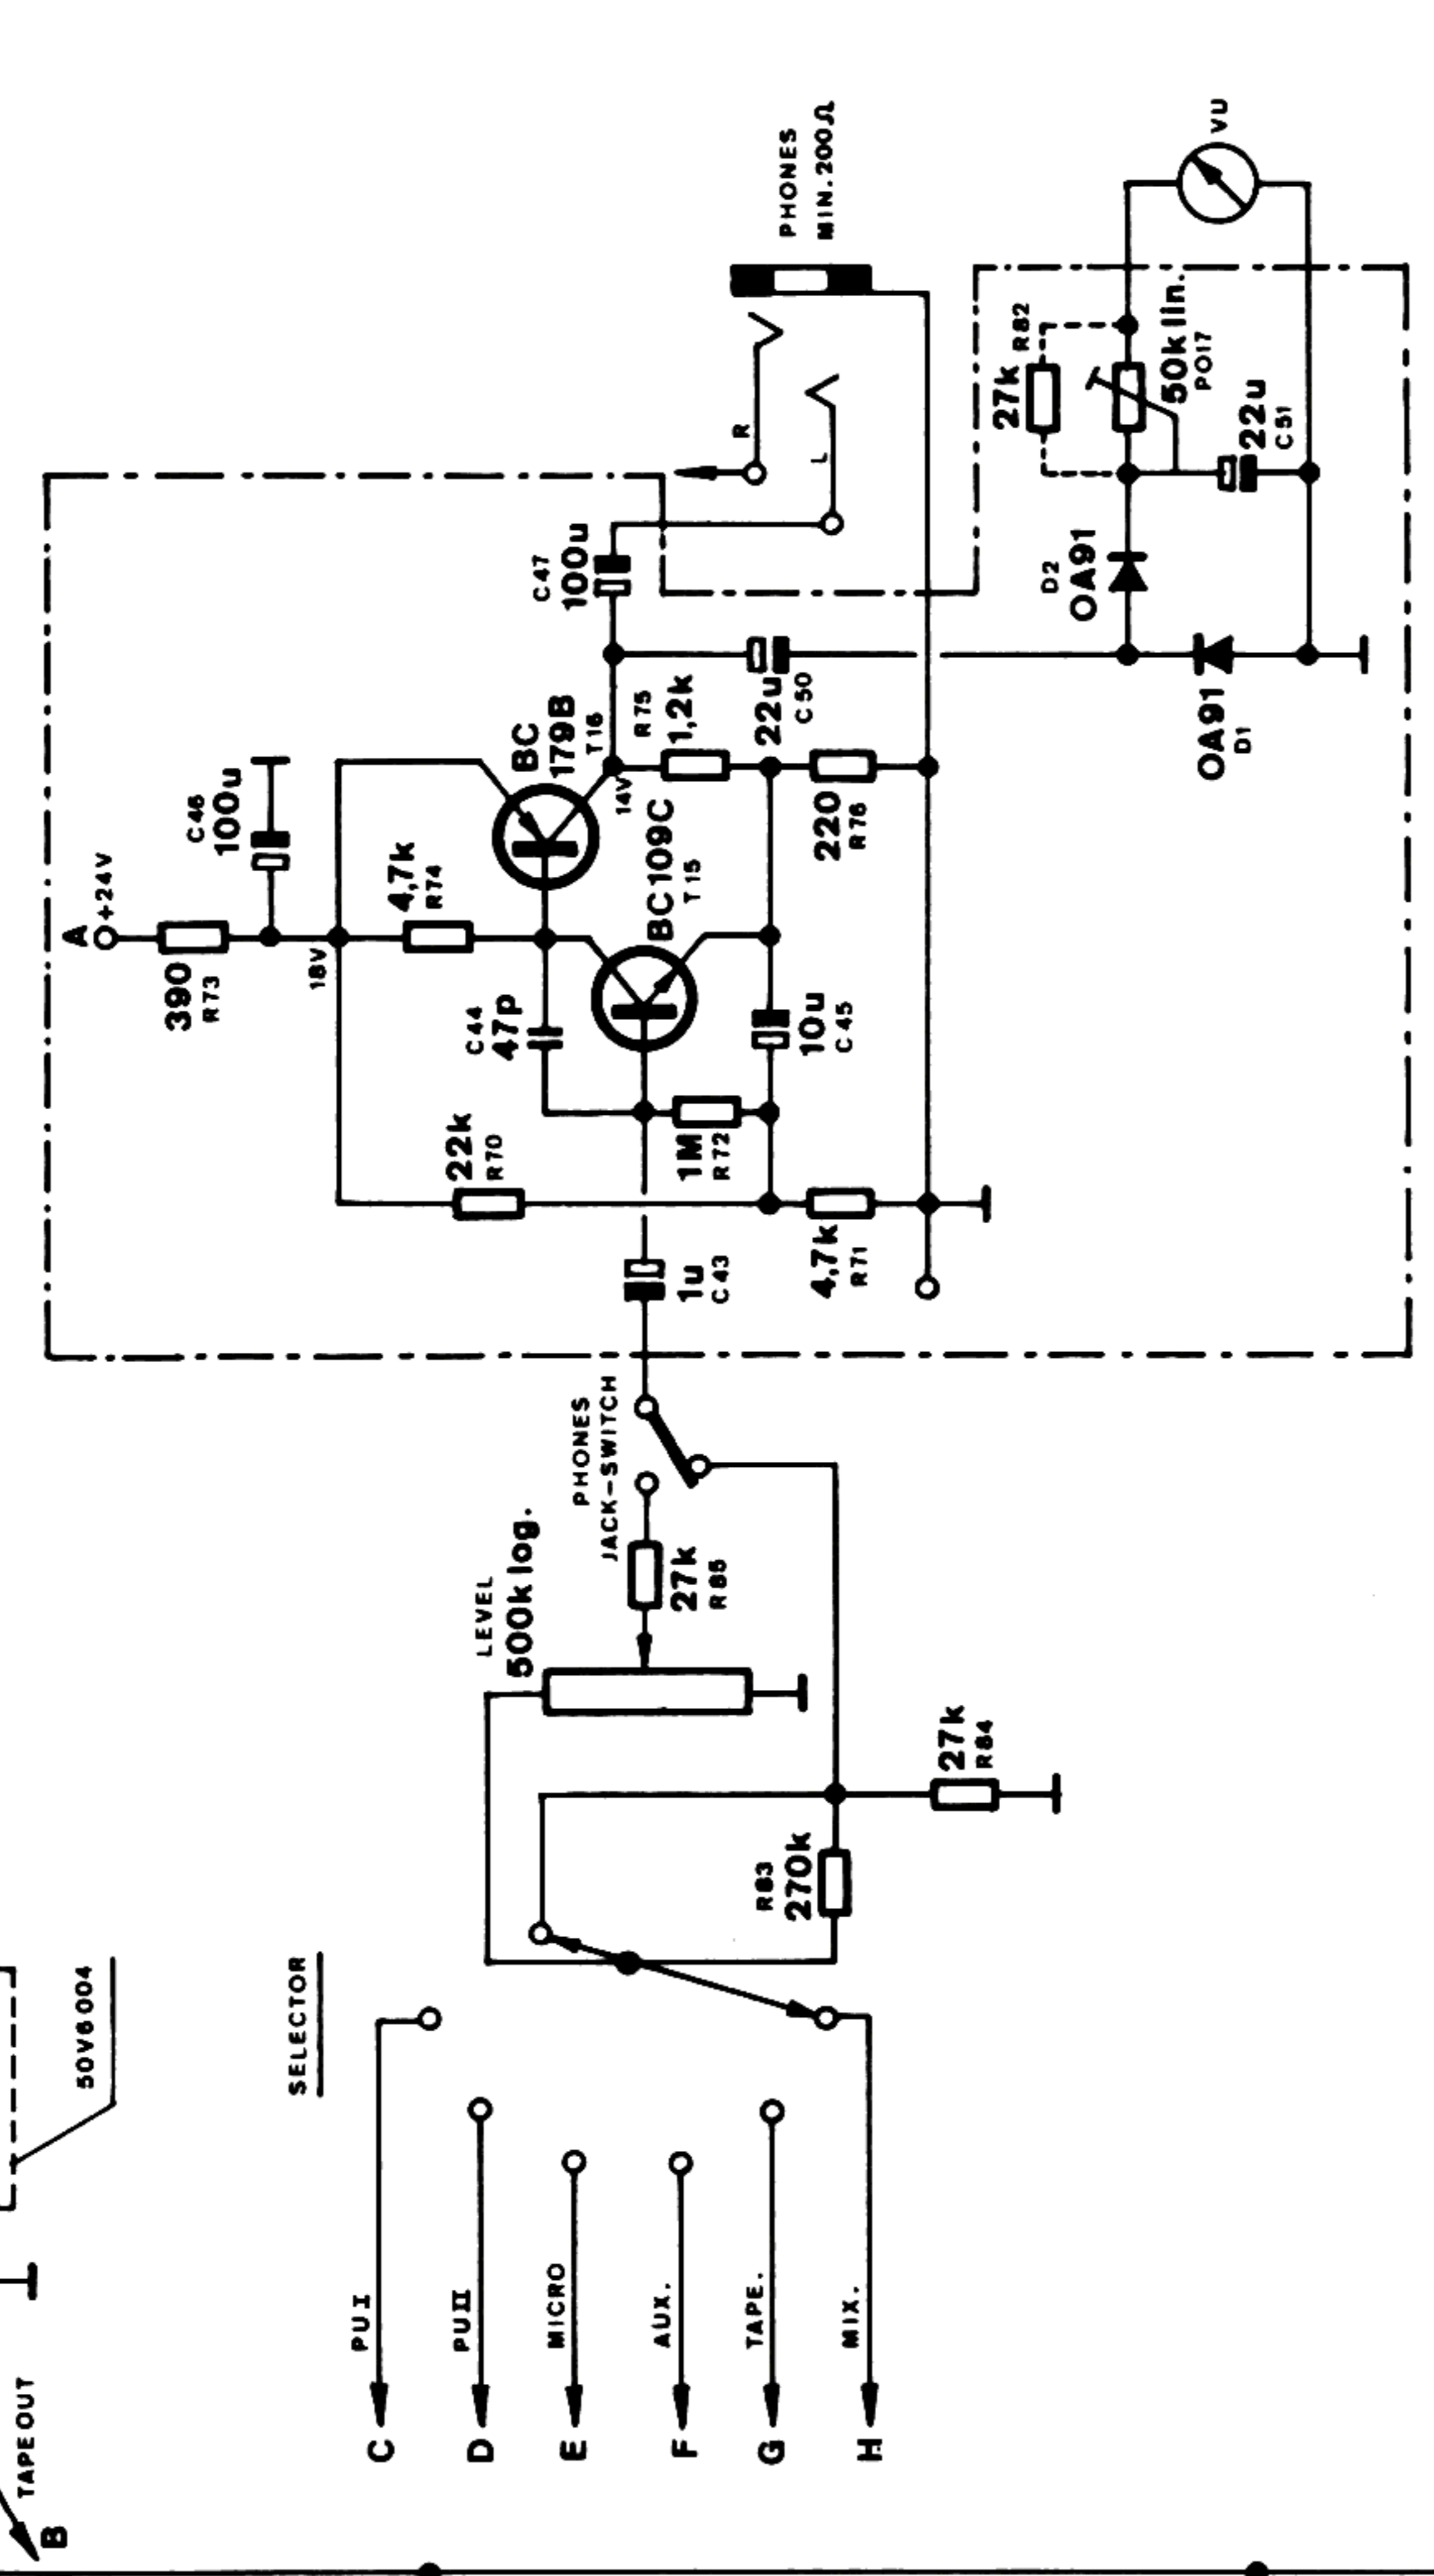 PHONES
MIN.200Ω
VU
R82
27k
50k lin.
PO17
22u
C51
D2
OA91
OA91
D1
R
L
C47
100u
BC
179B
T16
R75
1,2k
22u
C50
14V
C46
100u
A
+24V
390
R73
18V
4,7k
R74
BC109C
T15
220
R76
C44
47p
10u
C45
22k
R70
1M
R72
1u
C43
4,7k
R71
PHONES
JACK-SWITCH
LEVEL
500k log.
27k
R85
27k
R84
R83
270k
SELECTOR
50V6004
PU I
PU II
MICRO
AUX.
TAPE.
MIX.
C
D
E
F
G
H
TAPE OUT
B